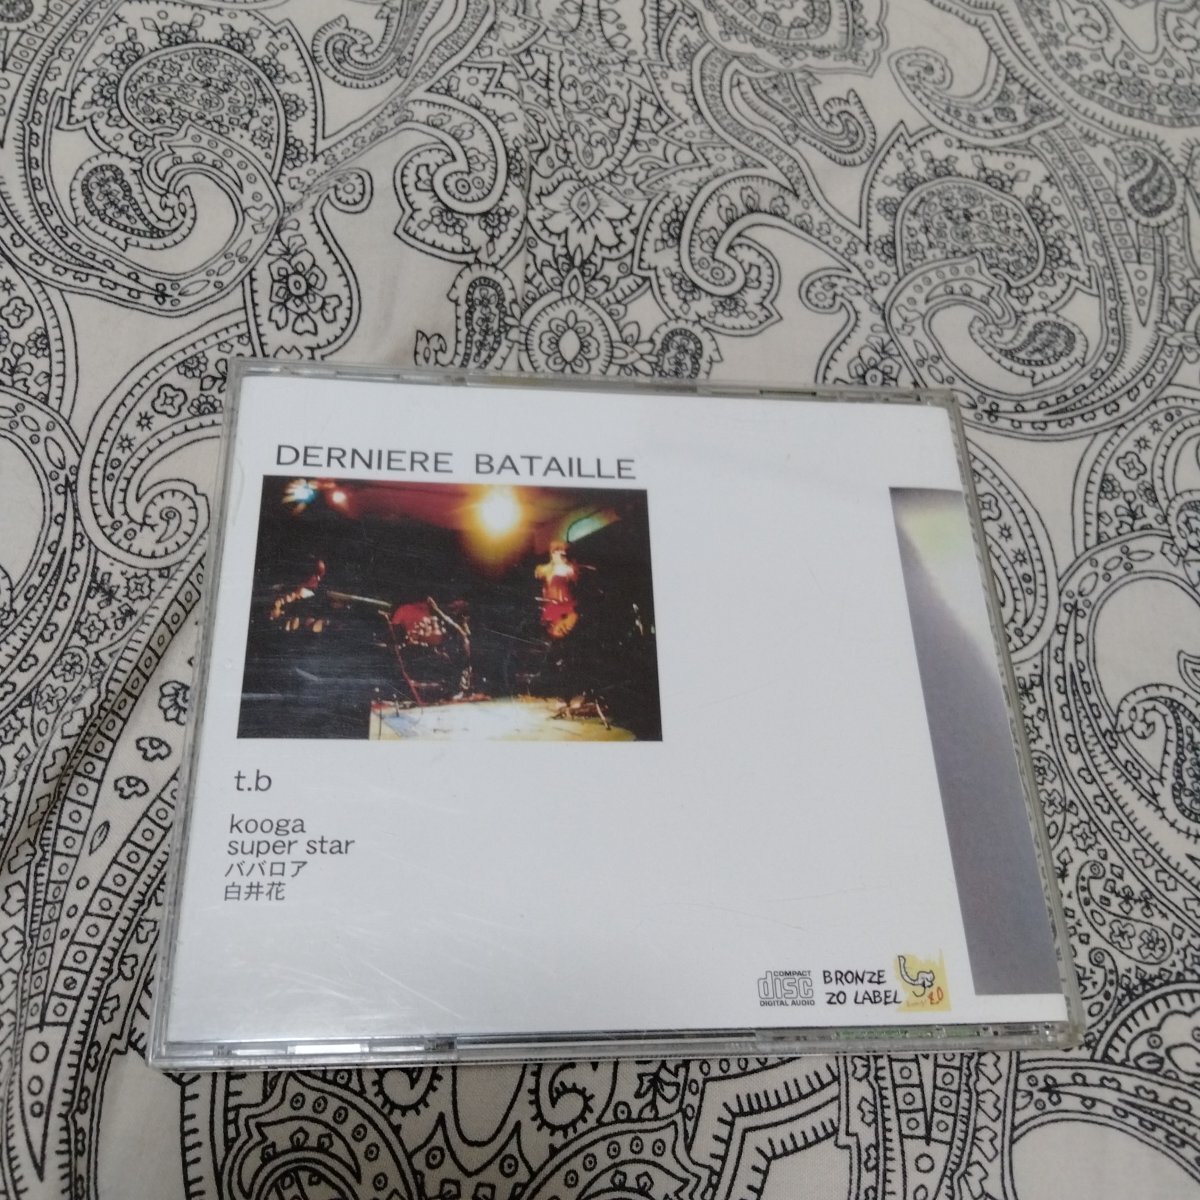 DERNIERE BATAILLE
t.b
kooga
super star
ババロア
白井花
COMPACT
disc
DIGITAL AUDIO
BRONZE
ZO LABEL